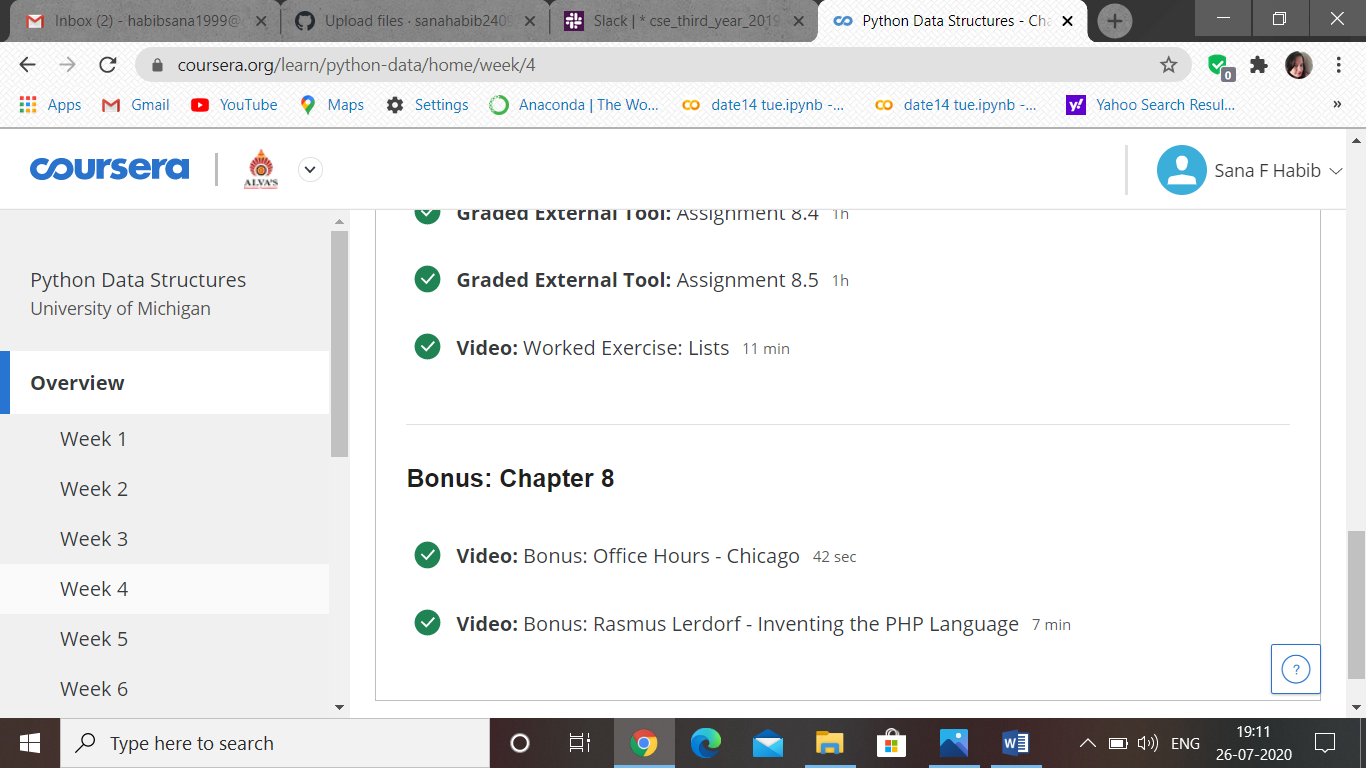 Inbox (2) - habibsana1999@
Upload files · sanahabib240
Slack | * cse_third_year_2019
Python Data Structures - Cha
coursera.org/learn/python-data/home/week/4
0
Apps
Gmail
YouTube
Maps
Settings
Anaconda | The Wo...
date14 tue.ipynb -...
date14 tue.ipynb -...
Yahoo Search Resul...
»
coursera
ALVA'S
Sana F Habib
Python Data Structures
University of Michigan
Overview
Week 1
Week 2
Week 3
Week 4
Week 5
Week 6
Graded External Tool: Assignment 8.4 1h
Graded External Tool: Assignment 8.5 1h
Video: Worked Exercise: Lists 11 min
Bonus: Chapter 8
Video: Bonus: Office Hours - Chicago 42 sec
Video: Bonus: Rasmus Lerdorf - Inventing the PHP Language 7 min
?
Type here to search
ENG
19:11
26-07-2020